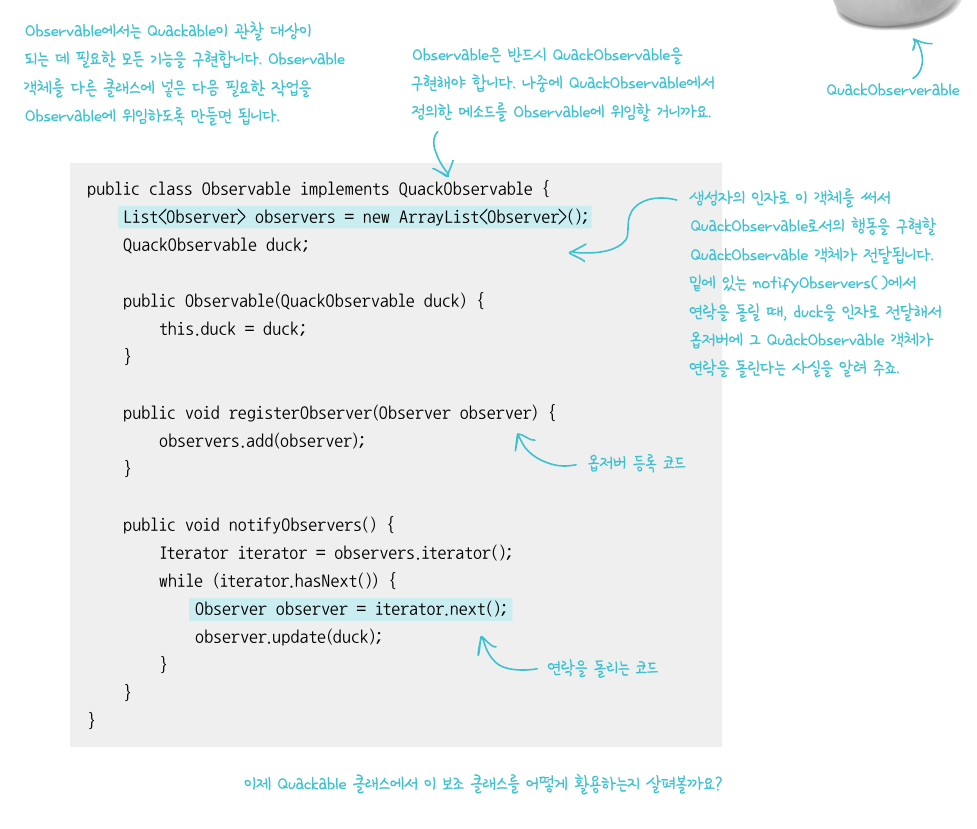 Observable에서는 Quackable이 관찰 대상이
되는 데 필요한 모든 기능을 구현합니다. Observable
객체를 다른 클래스에 넣은 다음 필요한 작업을
Observable에 위임하도록 만들면 됩니다.
Observable은 반드시 QuackObservable을
구현해야 합니다. 나중에 QuackObservable에서
정의한 메소드를 Observable에 위임할 거니까요.
QuackObserverable
public class Observable implements QuackObservable {
List<Observer> observers = new ArrayList<Observer>();
QuackObservable duck;
public Observable(QuackObservable duck) {
this.duck = duck;
}
생성자의 인자로 이 객체를 써서
QuackObservable로서의 행동을 구현할
QuackObservable 객체가 전달됩니다.
밑에 있는 notifyObservers()에서
연락을 돌릴 때, duck을 인자로 전달해서
옵저버에 그 QuackObservable 객체가
연락을 돌린다는 사실을 알려 주죠.
public void registerObserver(Observer observer) {
observers.add(observer);
}
옵저버 등록 코드
public void notifyObservers() {
Iterator iterator = observers.iterator();
while (iterator.hasNext()) {
Observer observer = iterator.next();
observer.update(duck);
}
연락을 돌리는 코드
}
}
이제 Quackable 클래스에서 이 보조 클래스를 어떻게 활용하는지 살펴볼까요?